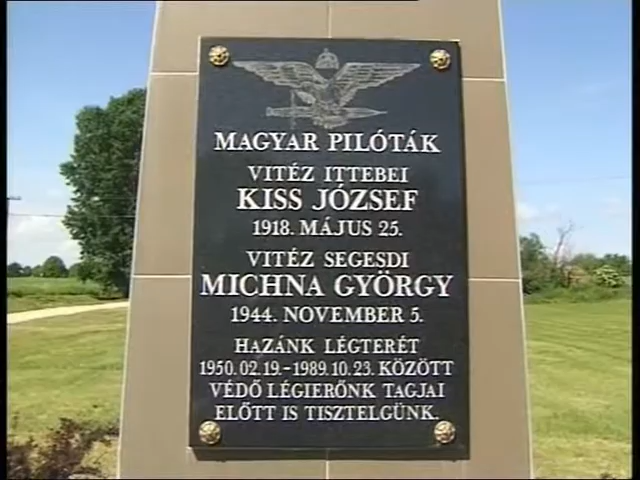 MAGYAR PILÓTÁK
VITÉZ ITTEBEI
KISS JÓZSEF
1918. MÁJUS 25.
VITÉZ SEGESDI
MICHNA GYÖRGY
1944. NOVEMBER 5.
HAZÁNK LÉGTERÉT
1950.02.19.-1989.10.23. KÖZÖTT
VÉDŐ LÉGIERŐNK TAGJAI
ELŐTT IS TISZTELGÜNK.